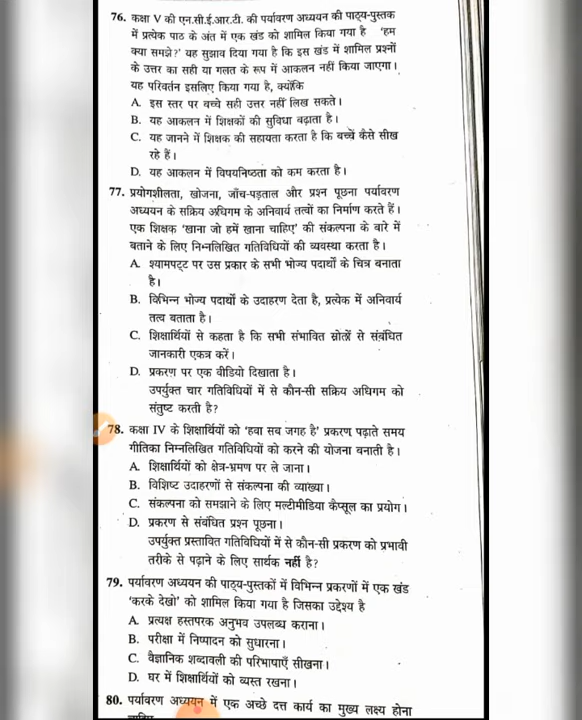 76. कक्षा V की एन.सी.ई.आर.टी. की पर्यावरण अध्ययन की पाठ्य-पुस्तक
में प्रत्येक पाठ के अंत में एक खंड को शामिल किया गया है 'हम
क्या समझे?' यह सुझाव दिया गया है कि इस खंड में शामिल प्रश्नों
के उत्तर का सही या गलत के रूप में आकलन नहीं किया जाएगा।
यह परिवर्तन इसलिए किया गया है, क्योंकि
A. इस स्तर पर बच्चे सही उत्तर नहीं लिख सकते।
B. यह आकलन में शिक्षकों की सुविधा बढ़ाता है।
C. यह जानने में शिक्षक की सहायता करता है कि बच्चे कैसे सीख
रहे हैं।
D. यह आकलन में विषयनिष्ठता को कम करता है।
77. प्रयोगशीलता, खोजना, जाँच-पड़ताल और प्रश्न पूछना पर्यावरण
अध्ययन के सक्रिय अधिगम के अनिवार्य तत्वों का निर्माण करते हैं।
एक शिक्षक 'खाना जो हमें खाना चाहिए' की संकल्पना के बारे में
बताने के लिए निम्नलिखित गतिविधियों की व्यवस्था करता है।
A. श्यामपट्ट पर उस प्रकार के सभी भोज्य पदार्थों के चित्र बनाता
है।
B. विभिन्न भोज्य पदार्थों के उदाहरण देता है, प्रत्येक में अनिवार्य
तत्व बताता है।
C. शिक्षार्थियों से कहता है कि सभी संभावित स्रोतों से संबंधित
जानकारी एकत्र करें।
D. प्रकरण पर एक वीडियो दिखाता है।
उपर्युक्त चार गतिविधियों में से कौन-सी सक्रिय अधिगम को
संतुष्ट करती है?
78. कक्षा IV के शिक्षार्थियों को 'हवा सब जगह है' प्रकरण पढ़ाते समय
गीतिका निम्नलिखित गतिविधियों को करने की योजना बनाती है।
A. शिक्षार्थियों को क्षेत्र-भ्रमण पर ले जाना।
B. विशिष्ट उदाहरणों से संकल्पना की व्याख्या।
C. संकल्पना को समझाने के लिए मल्टीमीडिया कैप्सूल का प्रयोग।
D. प्रकरण से संबंधित प्रश्न पूछना।
उपर्युक्त प्रस्तावित गतिविधियों में से कौन-सी प्रकरण को प्रभावी
तरीके से पढ़ाने के लिए सार्थक नहीं है?
79. पर्यावरण अध्ययन की पाठ्य-पुस्तकों में विभिन्न प्रकरणों में एक खंड
'करके देखो' को शामिल किया गया है जिसका उद्देश्य है
A. प्रत्यक्ष हस्तपरक अनुभव उपलब्ध कराना।
B. परीक्षा में निष्पादन को सुधारना।
C. वैज्ञानिक शब्दावली की परिभाषाएँ सीखना।
D. घर में शिक्षार्थियों को व्यस्त रखना।
80. पर्यावरण अध्ययन में एक अच्छे दत्त कार्य का मुख्य लक्ष्य होना